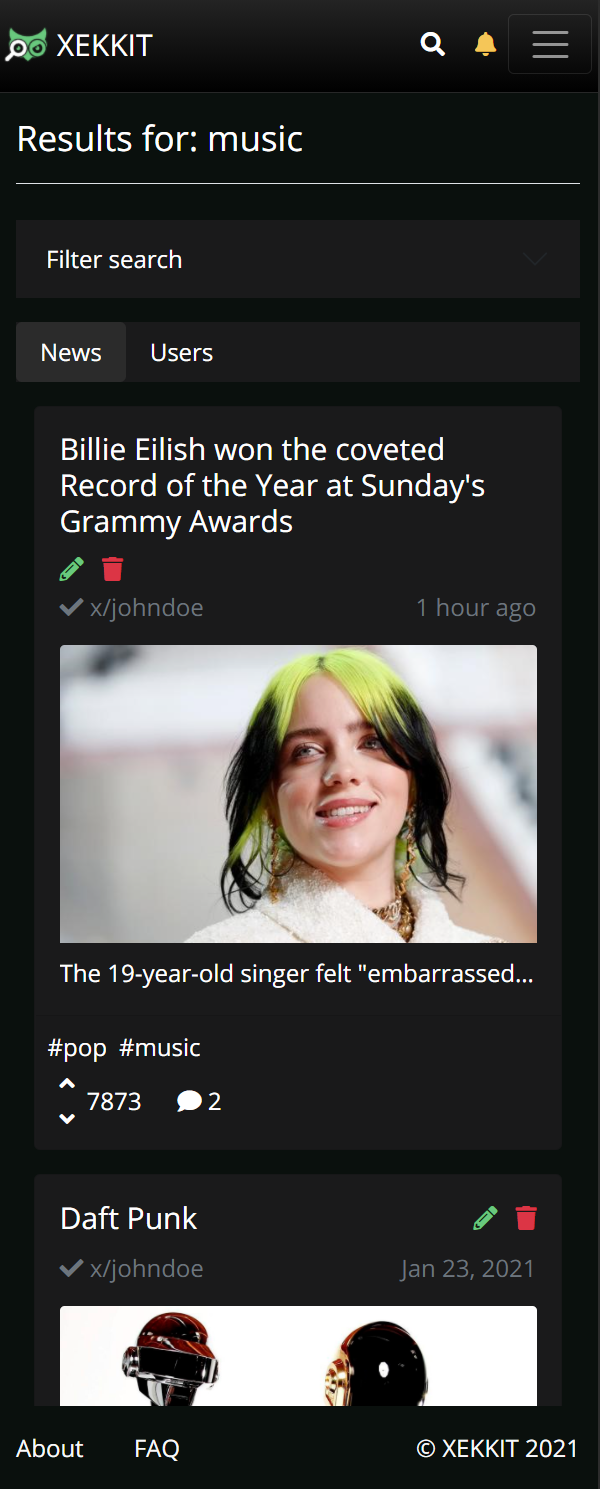 XEKKIT
Results for: music
Filter search
News Users
Billie Eilish won the coveted
Record of the Year at Sunday's
Grammy Awards
x/johndoe 1 hour ago
The 19-year-old singer felt "embarrassed...
#pop #music
7873 2
Daft Punk
x/johndoe Jan 23, 2021
About FAQ © XEKKIT 2021